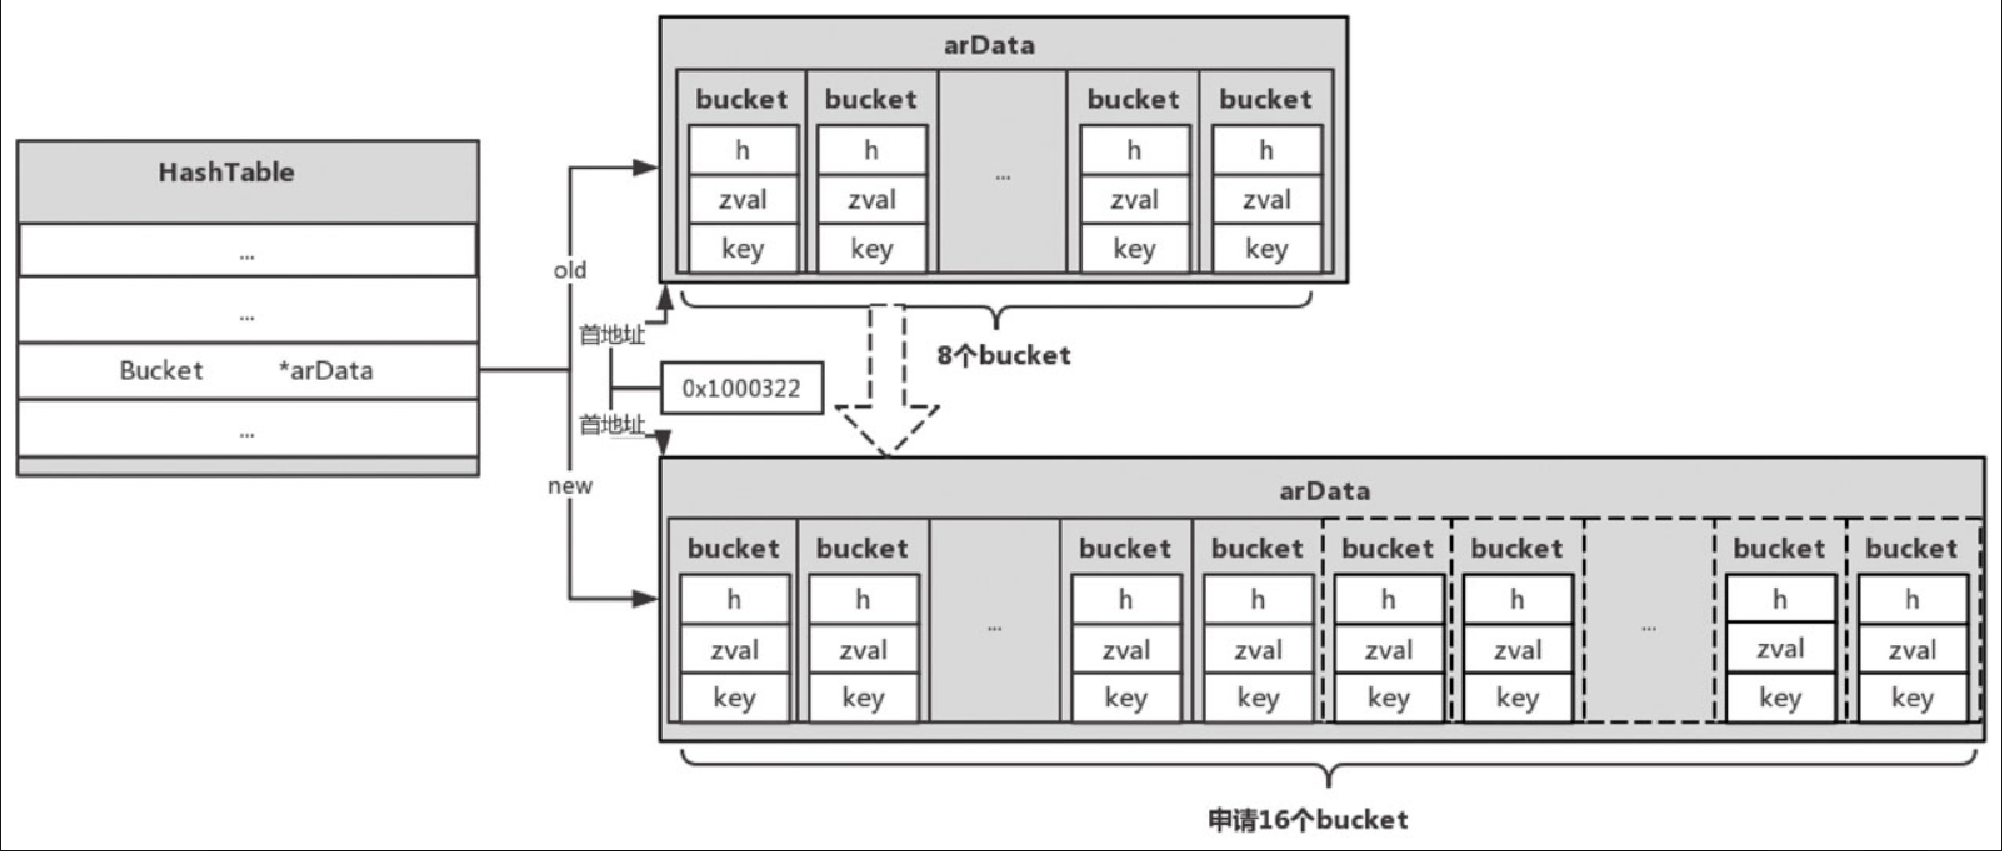 HashTable
...
...
Bucket *arData
...
old
new
首地址
0x1000322
首地址
arData
bucket bucket bucket bucket
h h ... h h
zval zval zval zval
key key key key
8个bucket
arData
bucket bucket bucket bucket bucket bucket bucket bucket
h h ... h h h h ... h h
zval zval zval zval zval zval zval zval
key key key key key key key key
申请16个bucket